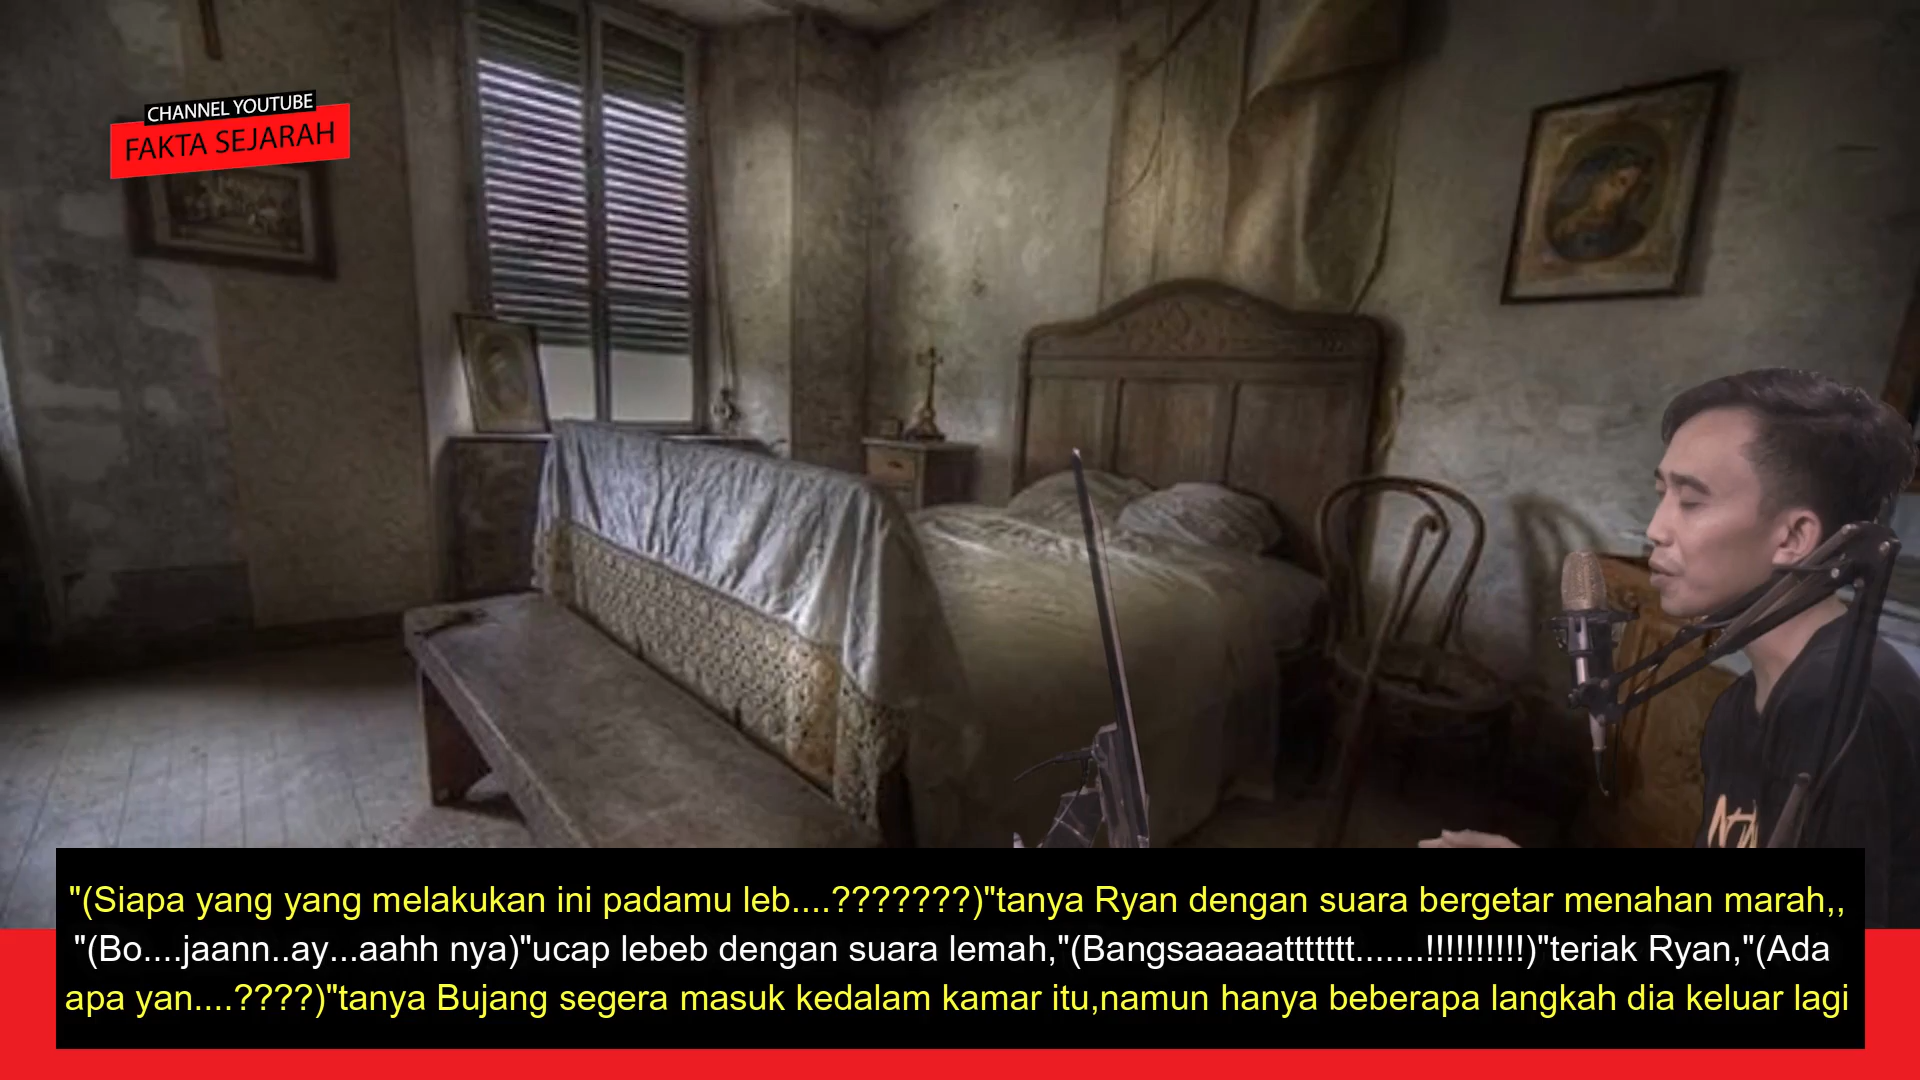 CHANNEL YOUTUBE
FAKTA SEJARAH
"(Siapa yang yang melakukan ini padamu leb....???????)"tanya Ryan dengan suara bergetar menahan marah,,
"(Bo....jaann..ay...aahh nya)"ucap lebeb dengan suara lemah,"(Bangsaaaaattttttt.......!!!!!!!!!!)"teriak Ryan,"(Ada
apa yan....????)"tanya Bujang segera masuk kedalam kamar itu,namun hanya beberapa langkah dia keluar lagi